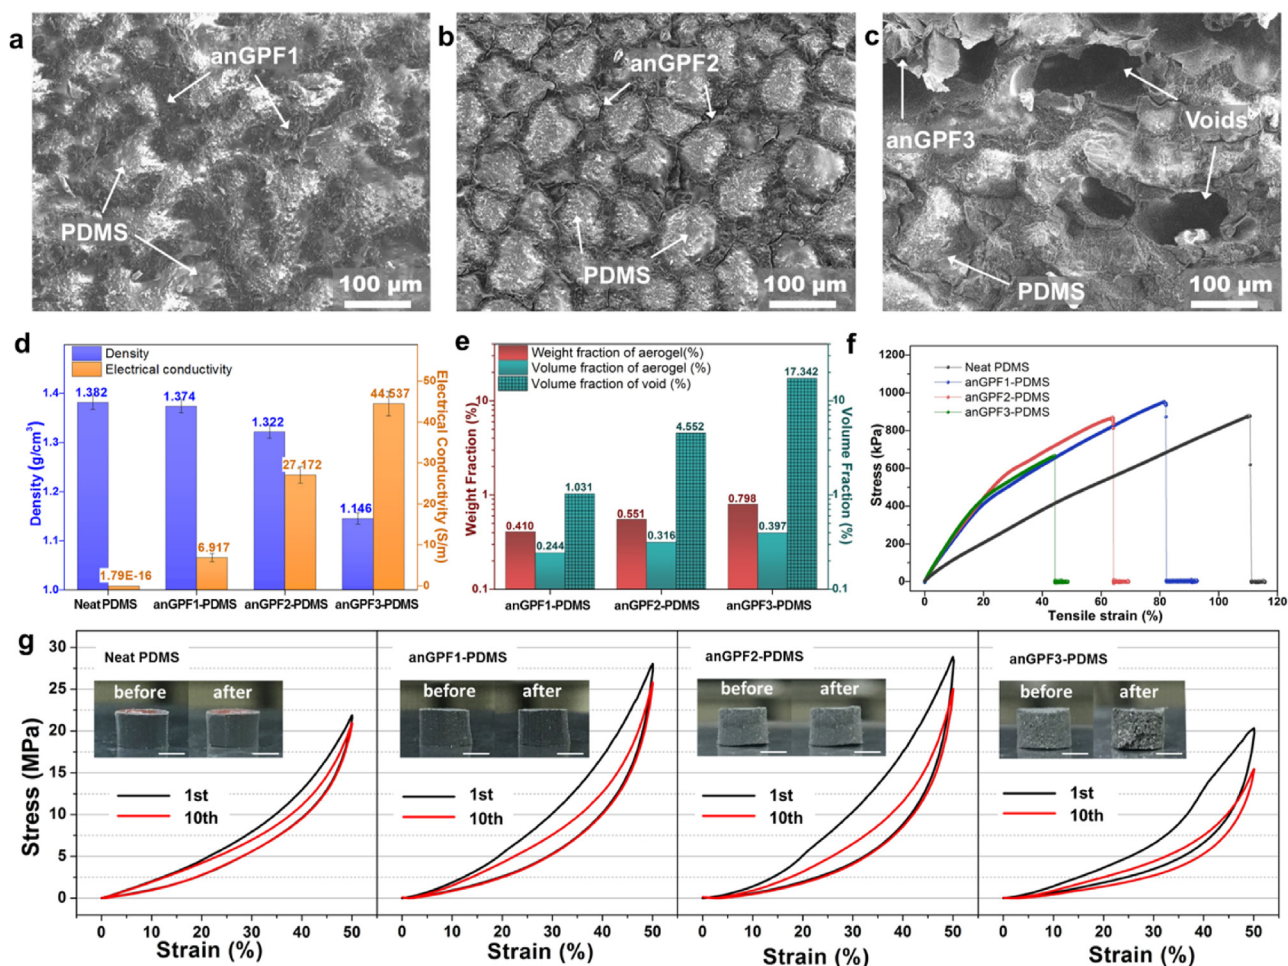 a
anGPF1
PDMS
100 µm
b
anGPF2
PDMS
100 µm
c
anGPF3
Voids
PDMS
100 µm
d
Density
Electrical conductivity
Density (g/cm³)
1.4
1.3
1.2
1.1
1.0
1.382
1.374
1.322
1.146
1.79E-16
6.917
27.172
44.537
50
40
30
20
10
0
Electrical Conductivity (S/m)
Neat PDMS
anGPF1-PDMS
anGPF2-PDMS
anGPF3-PDMS
e
Weight fraction of aerogel(%)
Volume fraction of aerogel (%)
Volume fraction of void (%)
Weight Fraction (%)
10
1
0.1
0.410
0.244
1.031
0.551
0.316
4.552
0.798
0.397
17.342
10
1
0.1
Volume Fraction (%)
anGPF1-PDMS
anGPF2-PDMS
anGPF3-PDMS
f
Neat PDMS
anGPF1-PDMS
anGPF2-PDMS
anGPF3-PDMS
Stress (kPa)
1200
1000
800
600
400
200
0
0
20
40
60
80
100
120
Tensile strain (%)
g
Stress (MPa)
30
25
20
15
10
5
0
Neat PDMS
before
after
1st
10th
0
10
20
30
40
50
Strain (%)
anGPF1-PDMS
before
after
1st
10th
0
10
20
30
40
50
Strain (%)
anGPF2-PDMS
before
after
1st
10th
0
10
20
30
40
50
Strain (%)
anGPF3-PDMS
before
after
1st
10th
0
10
20
30
40
50
Strain (%)